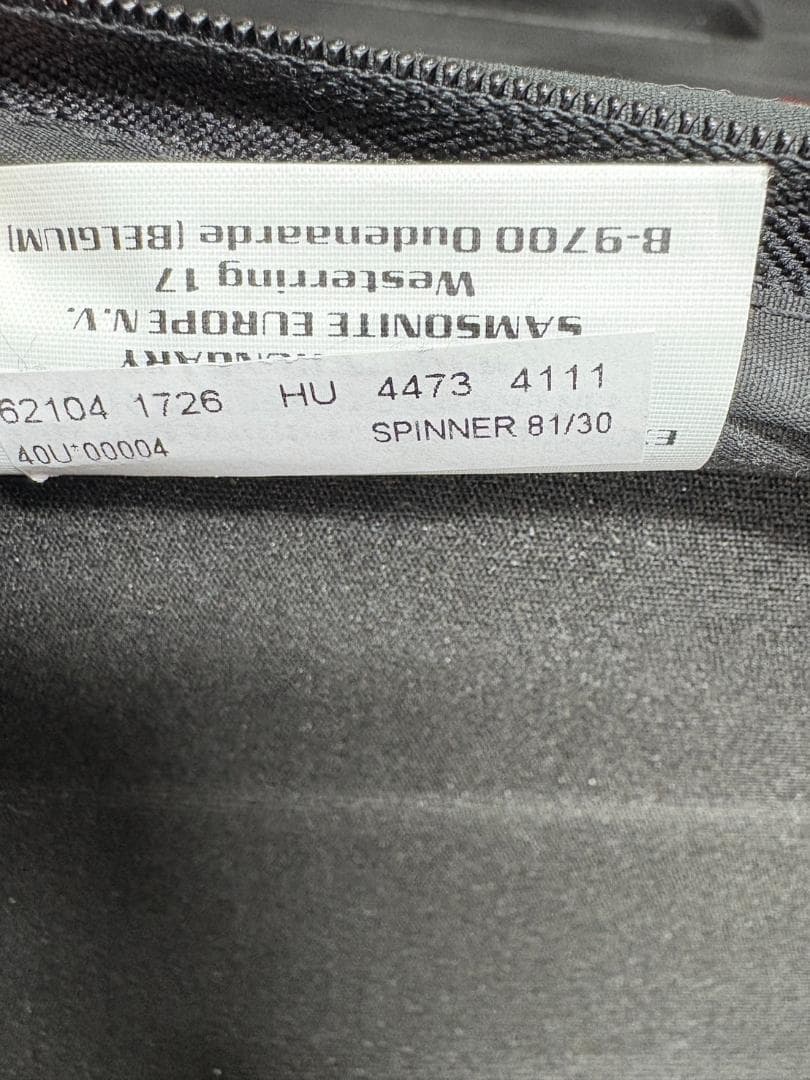 SAMSONITE EUROPE N.V.
Westerring 17
B-9700 Oudenaarde (BELGIUM)
62104 1726 HU 4473 4111
40U*00004 SPINNER 81/30